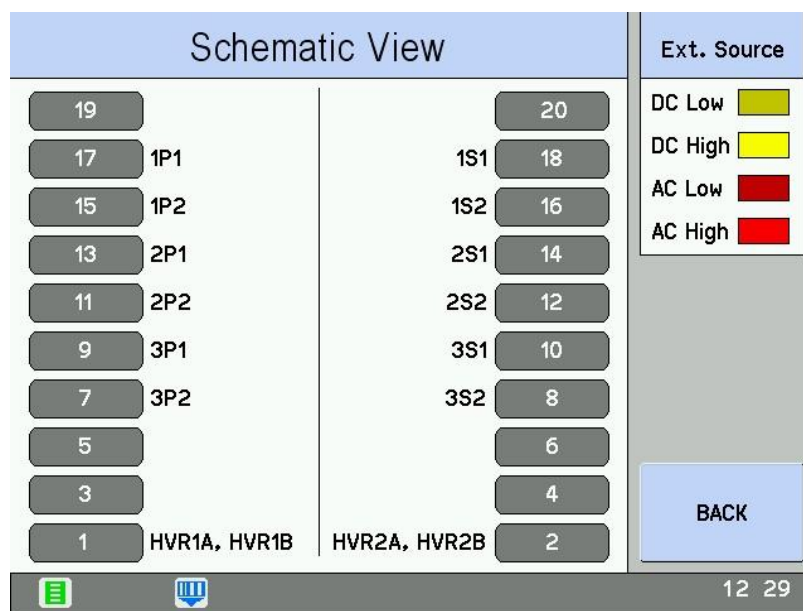 Schematic View
Ext. Source
19
20
DC Low
17 1P1
1S1 18
DC High
15 1P2
1S2 16
AC Low
13 2P1
2S1 14
AC High
11 2P2
2S2 12
9 3P1
3S1 10
7 3P2
3S2 8
5
6
3
4
BACK
1 HVR1A, HVR1B
HVR2A, HVR2B 2
12 29